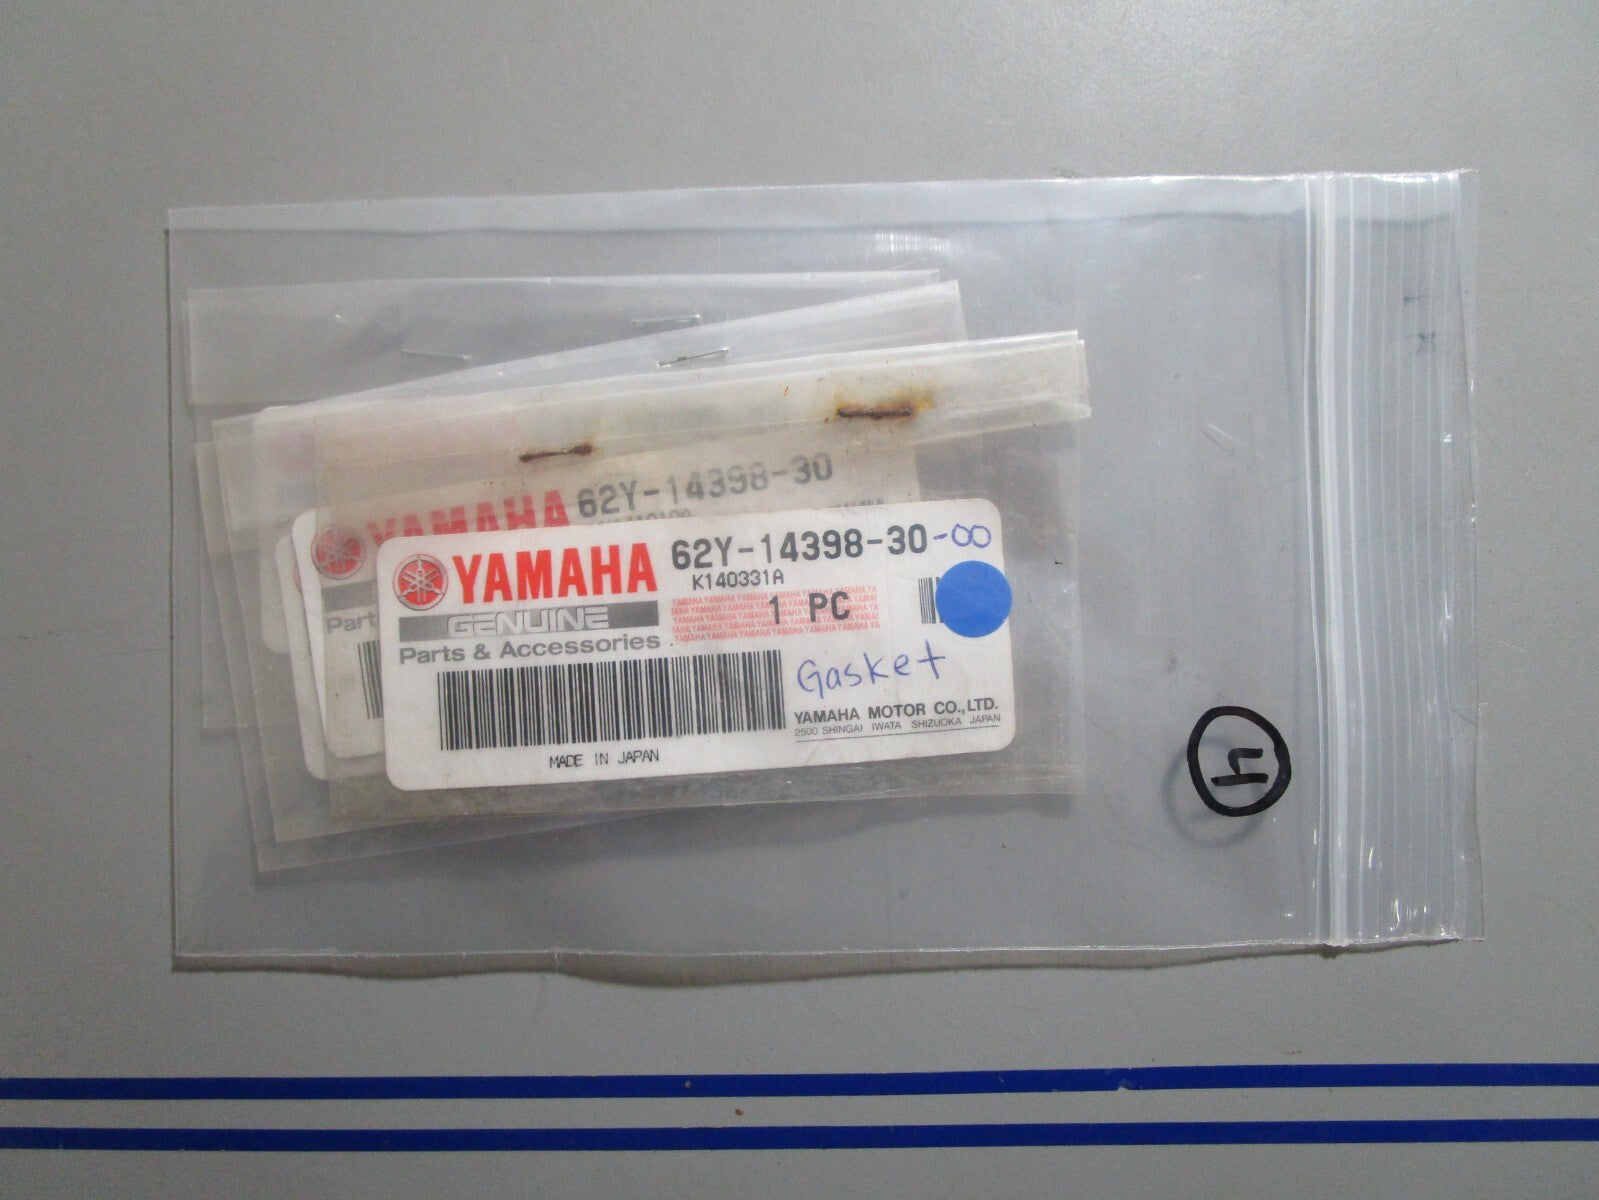 62Y-14398-30
YAMAHA
Part
YAMAHA 62Y-14398-30-00
K140331A
GENUINE 1 PC
Parts & Accessories
Gasket
YAMAHA MOTOR CO.,LTD.
2500 SHINGAI IWATA SHIZUOKA JAPAN
MADE IN JAPAN
4